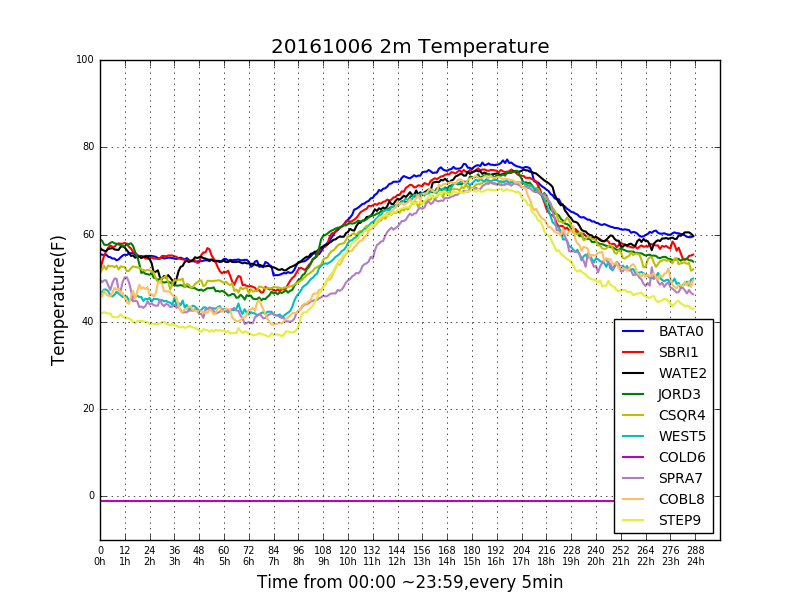 20161006 2m Temperature
100
80
60
40
20
0
Temperature(F)
BATA0
SBRI1
WATE2
JORD3
CSQR4
WEST5
COLD6
SPRA7
COBL8
STEP9
0 12 24 36 48 60 72 84 96 108 120 132 144 156 168 180 192 204 216 228 240 252 264 276 288
0h 1h 2h 3h 4h 5h 6h 7h 8h 9h 10h 11h 12h 13h 14h 15h 16h 17h 18h 19h 20h 21h 22h 23h 24h
Time from 00:00 ~23:59,every 5min